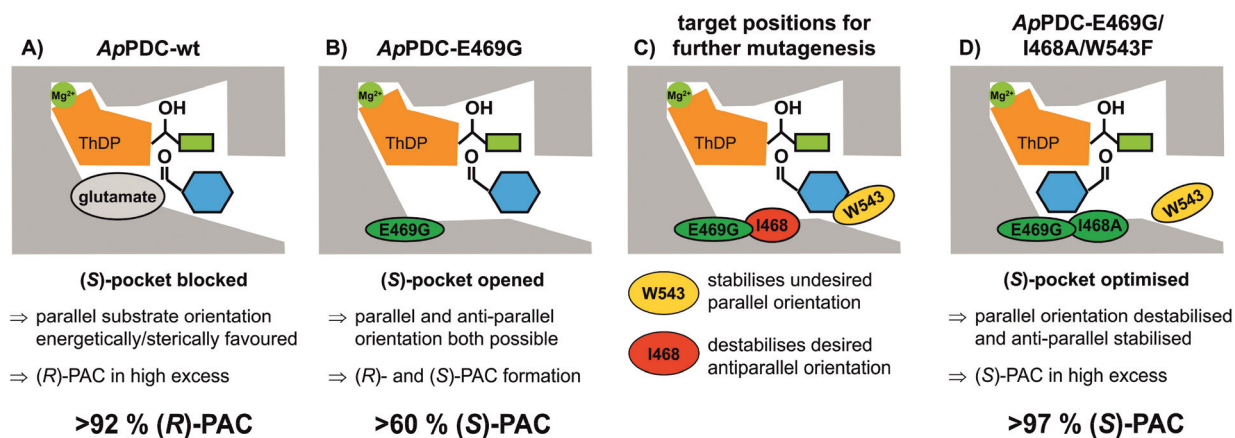 A) ApPDC-wt
Mg²⁺
OH
ThDP
O
glutamate
(S)-pocket blocked
⇒ parallel substrate orientation
energetically/sterically favoured
⇒ (R)-PAC in high excess
>92 % (R)-PAC
B) ApPDC-E469G
Mg²⁺
OH
ThDP
O
E469G
(S)-pocket opened
⇒ parallel and anti-parallel
orientation both possible
⇒ (R)- and (S)-PAC formation
>60 % (S)-PAC
target positions for
C) further mutagenesis
Mg²⁺
OH
ThDP
O
W543
E469G
I468
W543 stabilises undesired
parallel orientation
I468 destabilises desired
antiparallel orientation
ApPDC-E469G/
D) I468A/W543F
Mg²⁺
OH
ThDP
O
W543
E469G
I468A
(S)-pocket optimised
⇒ parallel orientation destabilised
and anti-parallel stabilised
⇒ (S)-PAC in high excess
>97 % (S)-PAC